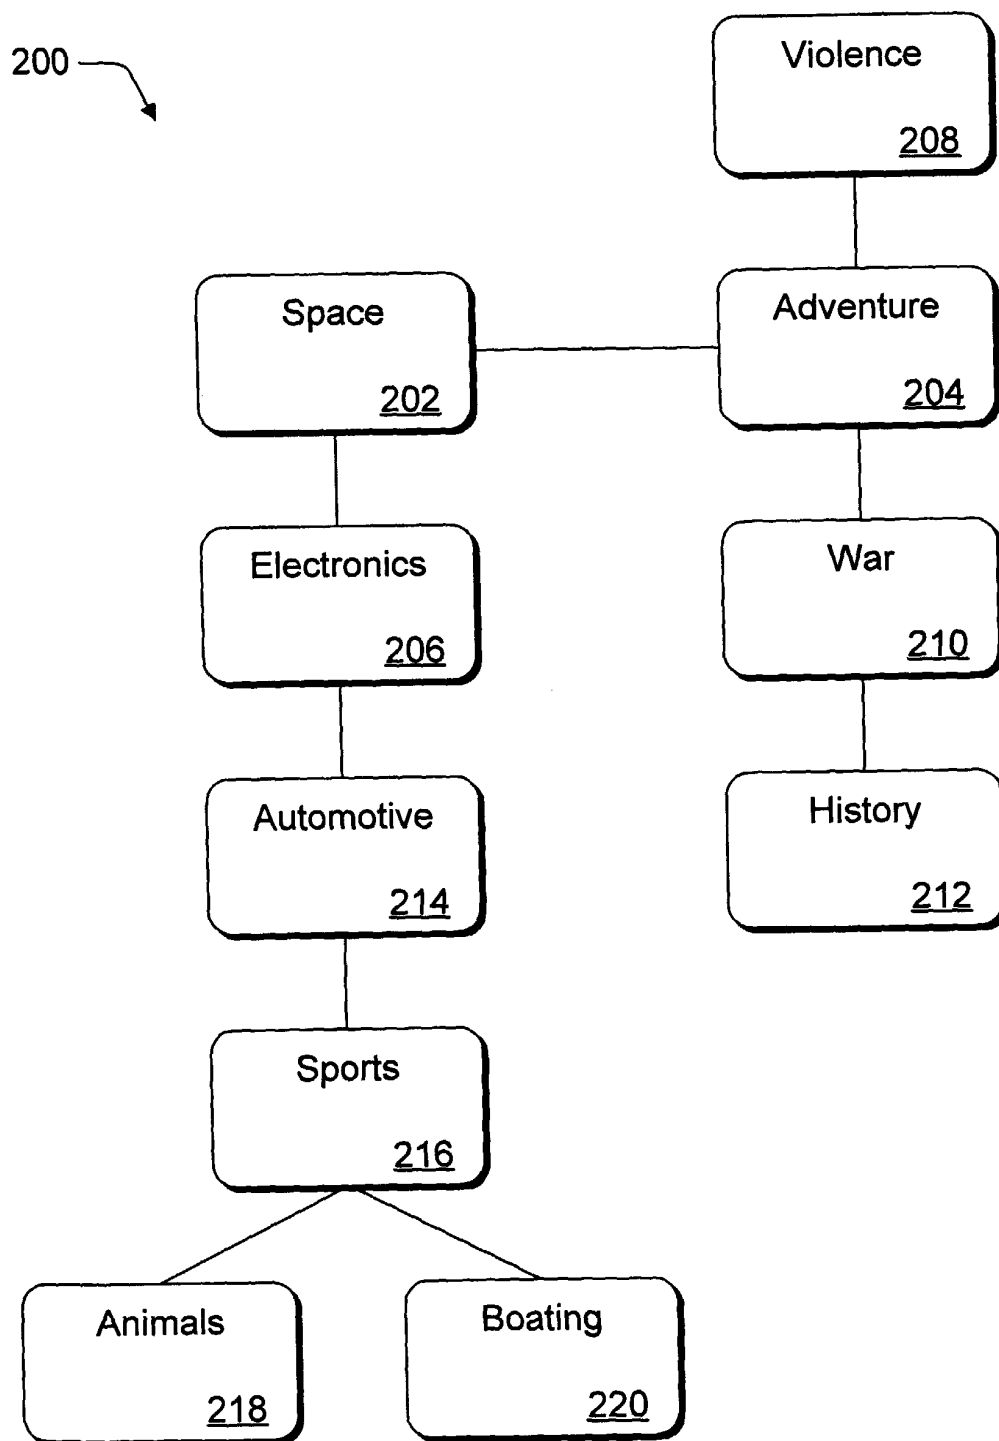 200
Violence
208
Space
202
Adventure
204
Electronics
206
War
210
Automotive
214
History
212
Sports
216
Animals
218
Boating
220